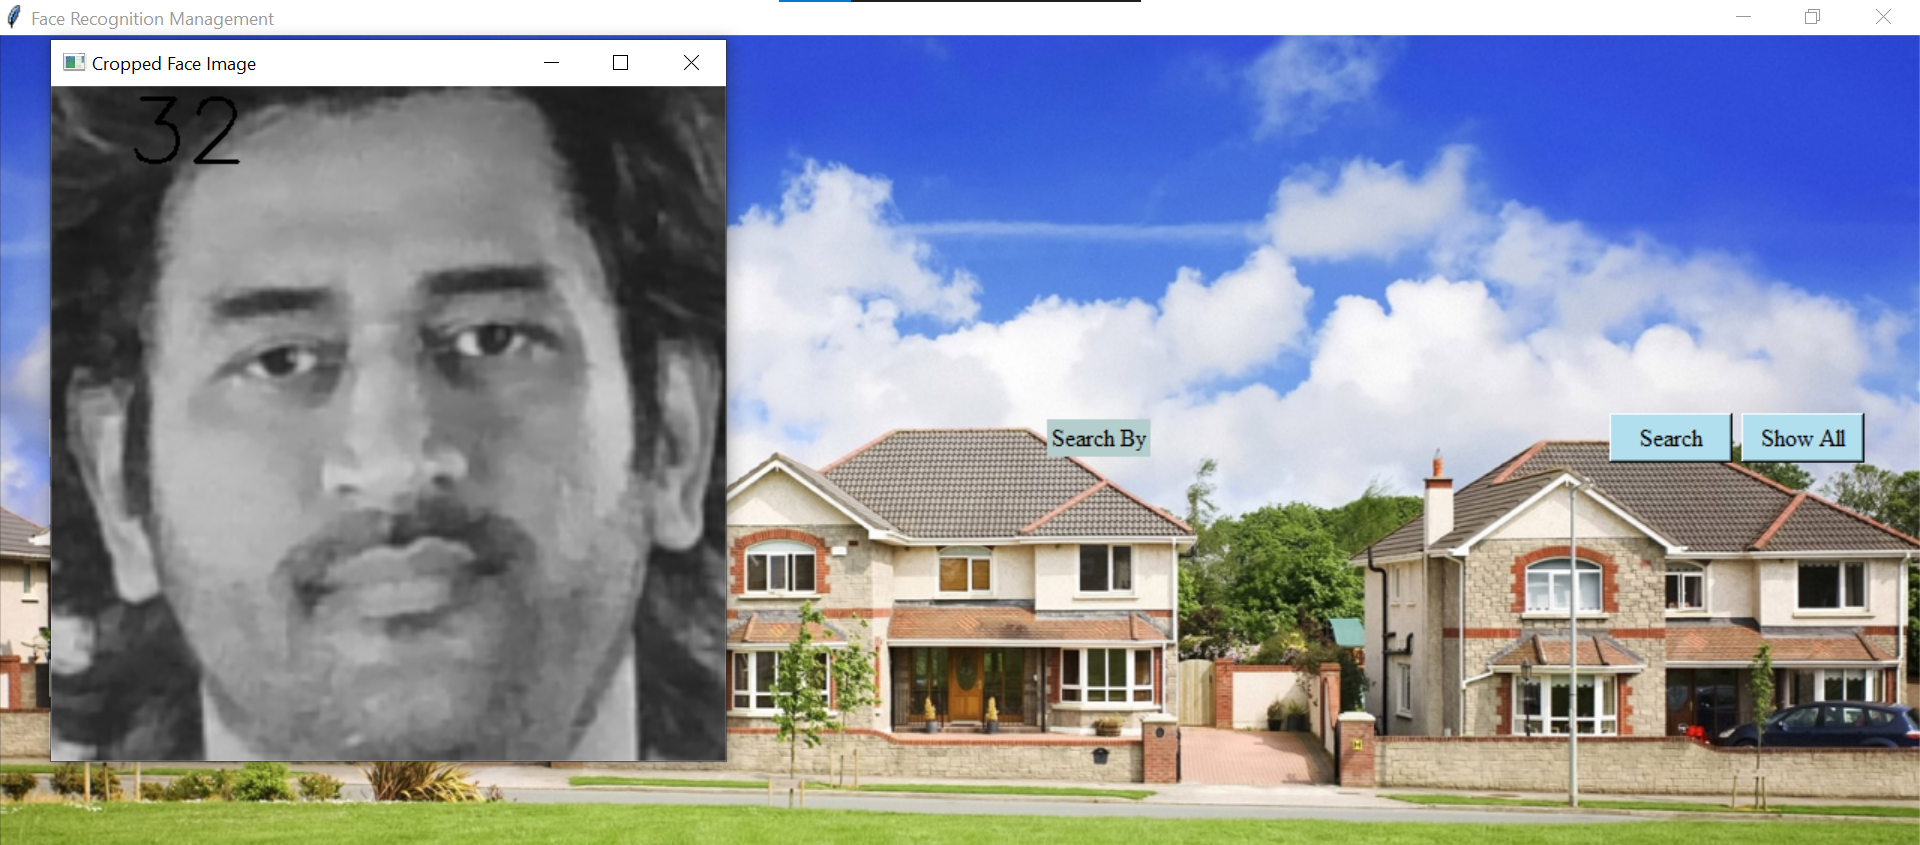 Face Recognition Management
Cropped Face Image
32
Search By
Search
Show All